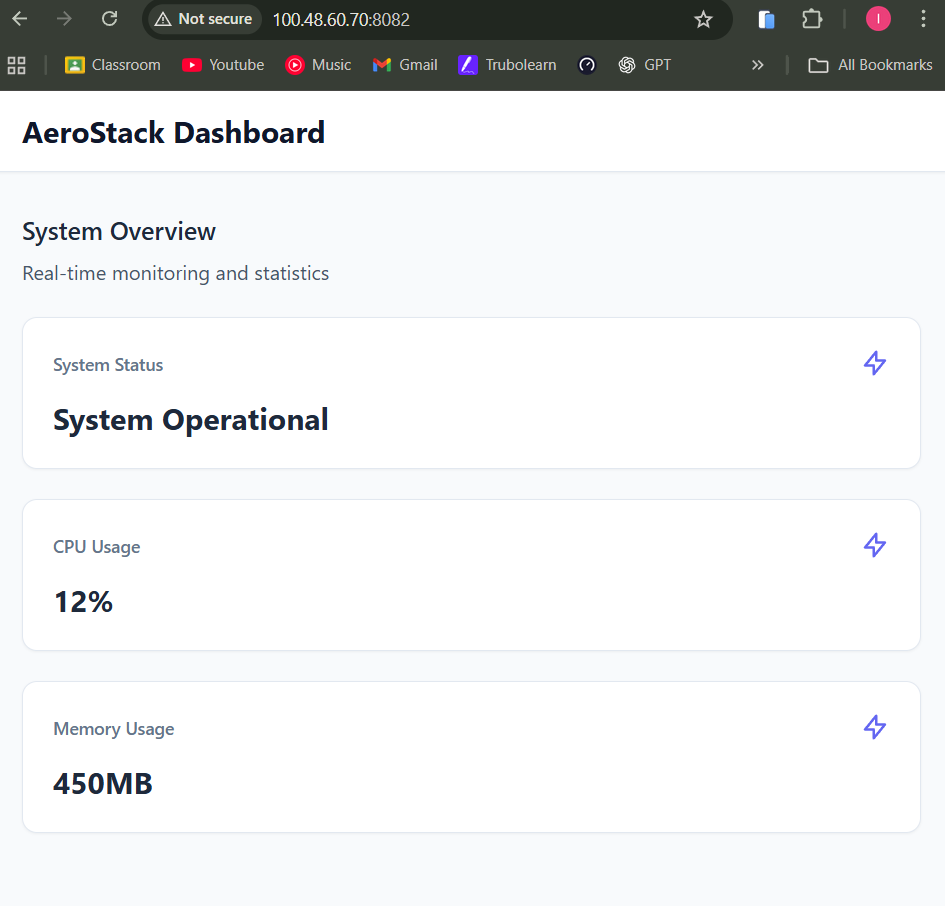 Not secure 100.48.60.70:8082 I
Classroom Youtube Music Gmail Trubolearn GPT » All Bookmarks
AeroStack Dashboard
System Overview
Real-time monitoring and statistics
System Status
System Operational
CPU Usage
12%
Memory Usage
450MB